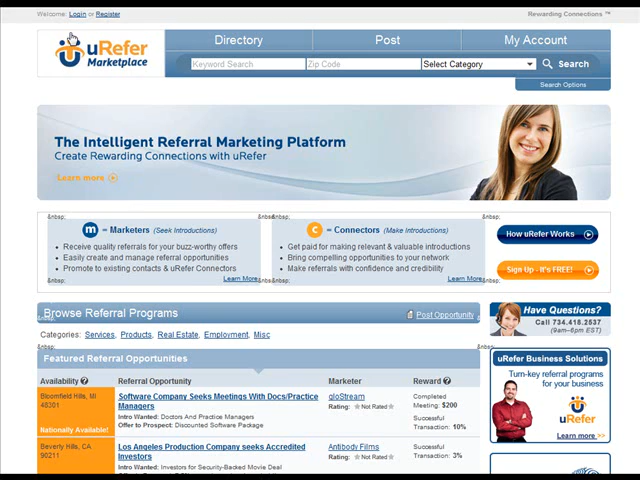 Welcome: Login or Register
Rewarding Connections ™
uRefer
Marketplace
Directory
Post
My Account
Keyword Search
Zip Code
Select Category
Search
Search Options
The Intelligent Referral Marketing Platform
Create Rewarding Connections with uRefer
Learn more
&nbsp;
&nbsp;
&nbsp;
&nbsp;
m = Marketers (Seek Introductions)
• Receive quality referrals for your buzz-worthy offers
• Easily create and manage referral opportunities
• Promote to existing contacts & uRefer Connectors
Learn More
c = Connectors (Make Introductions)
• Get paid for making relevant & valuable introductions
• Bring compelling opportunities to your network
• Make referrals with confidence and credibility
Learn More
&nbsp;
&nbsp;
&nbsp;
&nbsp;
How uRefer Works
Sign Up - It's FREE!
Browse Referral Programs
Post Opportunity
&nbsp;
&nbsp;
Categories: Services, Products, Real Estate, Employment, Misc
&nbsp;
Featured Referral Opportunities
Availability ?
Referral Opportunity
Marketer
Reward ?
Bloomfield Hills, MI
48301
Nationally Available!
Software Company Seeks Meetings With Docs/Practice
Managers
Intro Wanted: Doctors And Practice Managers
Offer to Prospect: Discounted Software Package
qloStream
Rating: Not Rated
Completed
Meeting: $200
Successful
Transaction: 10%
Beverly Hills, CA
90211
Los Angeles Production Company seeks Accredited
Investors
Intro Wanted: Investors for Security-Backed Movie Deal
Antibody Films
Rating: Not Rated
Successful
Transaction: 3%
Have Questions?
Call 734.418.2537
(9am–6pm EST)
uRefer Business Solutions
Turn-key referral programs
for your business
uRefer
Learn more >>